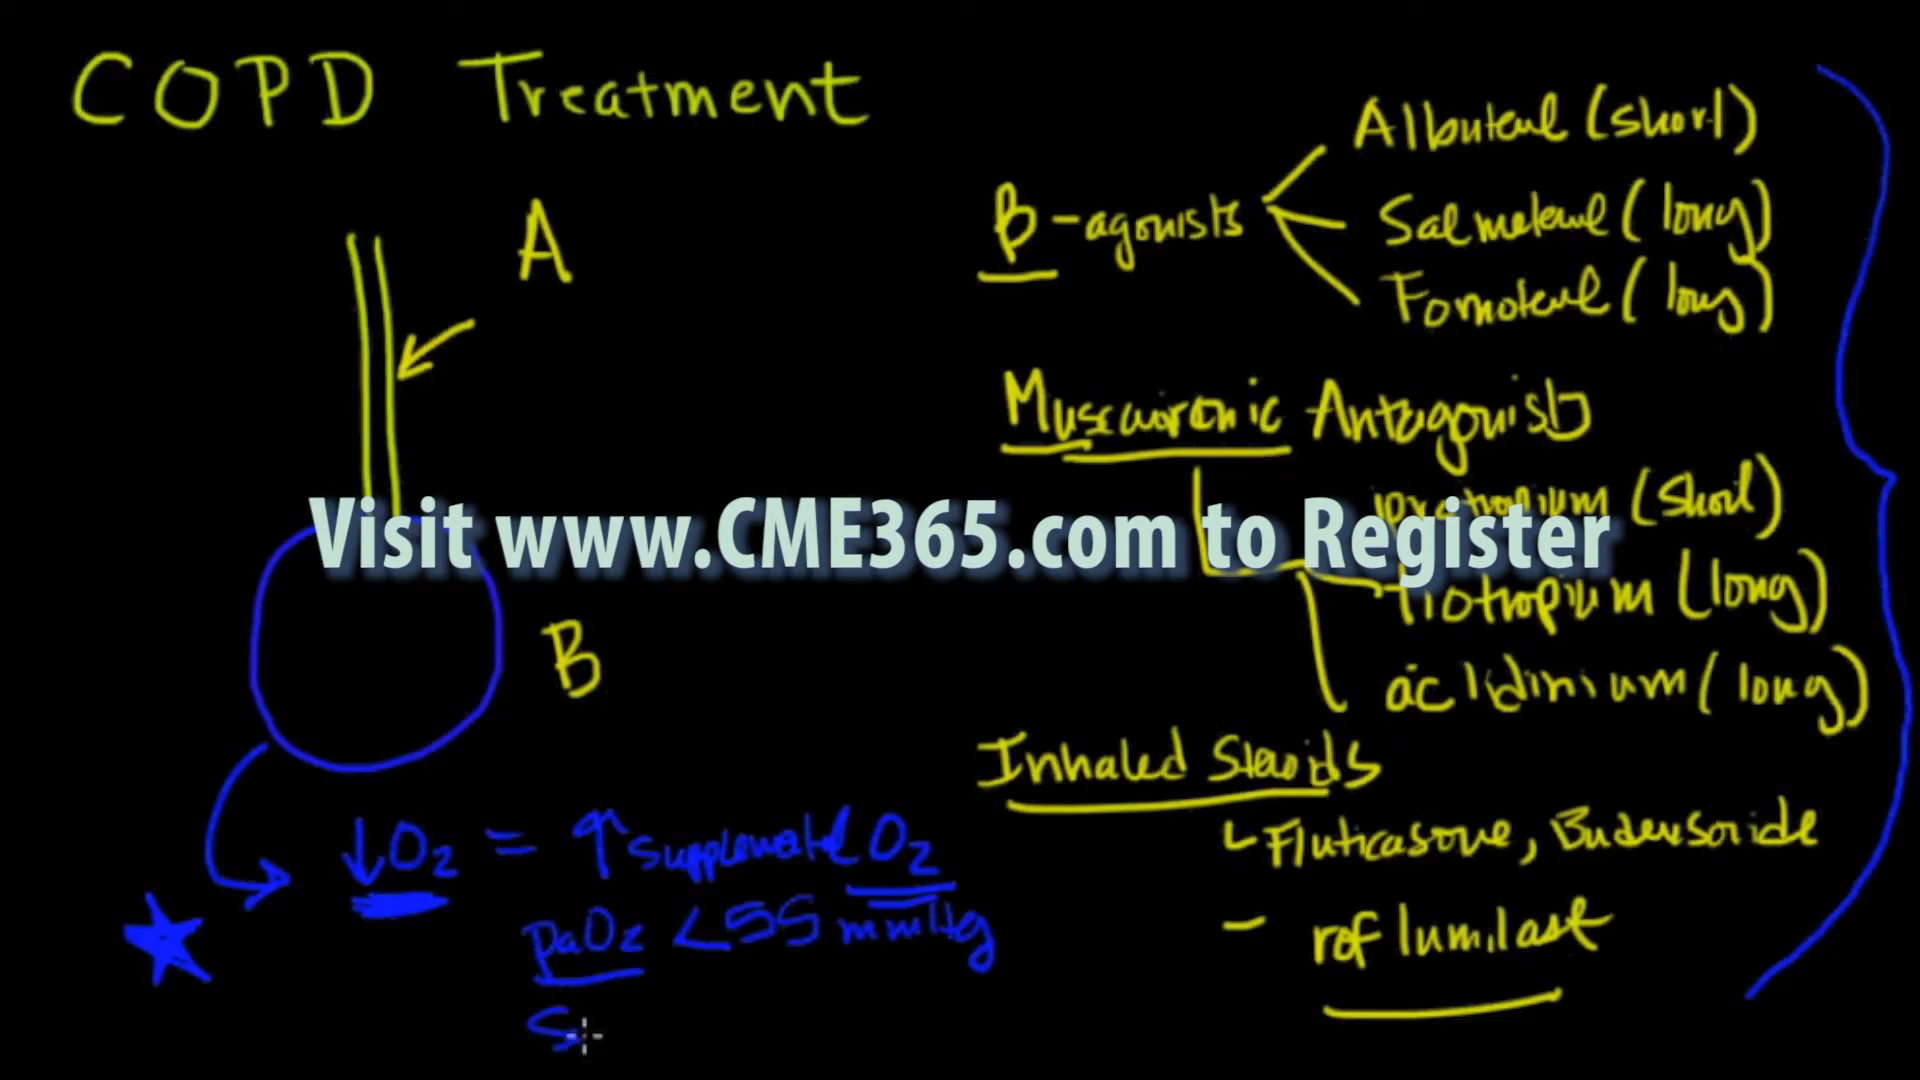 COPD Treatment
A
B
↓O2 = ↑ supplemental O2
paO2 <55 mmHg
S
B-agonists
Albuterol (short)
Salmeterol (long)
Formoterol (long)
Muscarinic Antagonists
ipratropium (short)
tiotropium (long)
aclidinium (long)
Inhaled Steroids
Fluticasone, Budesonide
- roflumilast
Visit www.CME365.com to Register